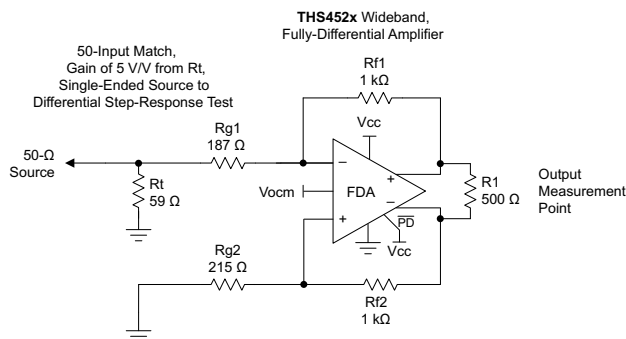 THS452x Wideband,
Fully-Differential Amplifier
50-Input Match,
Gain of 5 V/V from Rt,
Single-Ended Source to
Differential Step-Response Test
Rf1
1 kΩ
Vcc
Rg1
187 Ω
50-Ω
Source
Rt
59 Ω
Vocm
−
+
FDA
+
−
PD
Vcc
R1
500 Ω
Output
Measurement
Point
Rg2
215 Ω
Rf2
1 kΩ